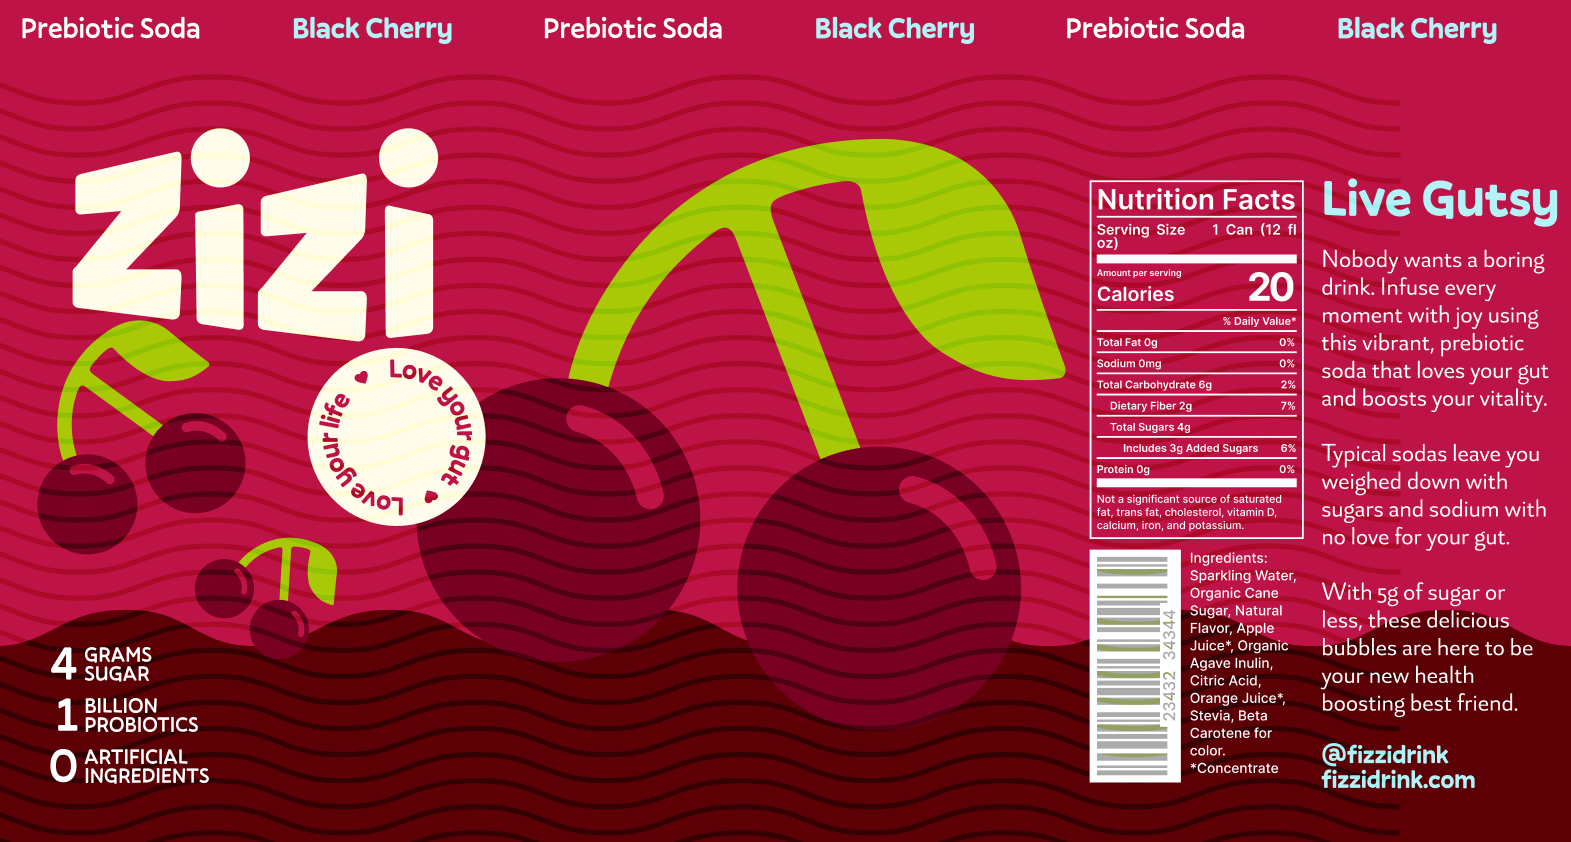 Prebiotic Soda Black Cherry Prebiotic Soda Black Cherry Prebiotic Soda Black Cherry
zizi
Love your gut
Love your life
4 GRAMS
SUGAR
1 BILLION
PROBIOTICS
0 ARTIFICIAL
INGREDIENTS
Nutrition Facts
Serving Size 1 Can (12 fl
oz)
Amount per serving
Calories 20
% Daily Value*
Total Fat 0g 0%
Sodium 0mg 0%
Total Carbohydrate 6g 2%
Dietary Fiber 2g 7%
Total Sugars 4g
Includes 3g Added Sugars 6%
Protein 0g 0%
Not a significant source of saturated
fat, trans fat, cholesterol, vitamin D,
calcium, iron, and potassium.
23432 34344
Ingredients:
Sparkling Water,
Organic Cane
Sugar, Natural
Flavor, Apple
Juice*, Organic
Agave Inulin,
Citric Acid,
Orange Juice*,
Stevia, Beta
Carotene for
color.
*Concentrate
Live Gutsy
Nobody wants a boring
drink. Infuse every
moment with joy using
this vibrant, prebiotic
soda that loves your gut
and boosts your vitality.
Typical sodas leave you
weighed down with
sugars and sodium with
no love for your gut.
With 5g of sugar or
less, these delicious
bubbles are here to be
your new health
boosting best friend.
@fizzidrink
fizzidrink.com